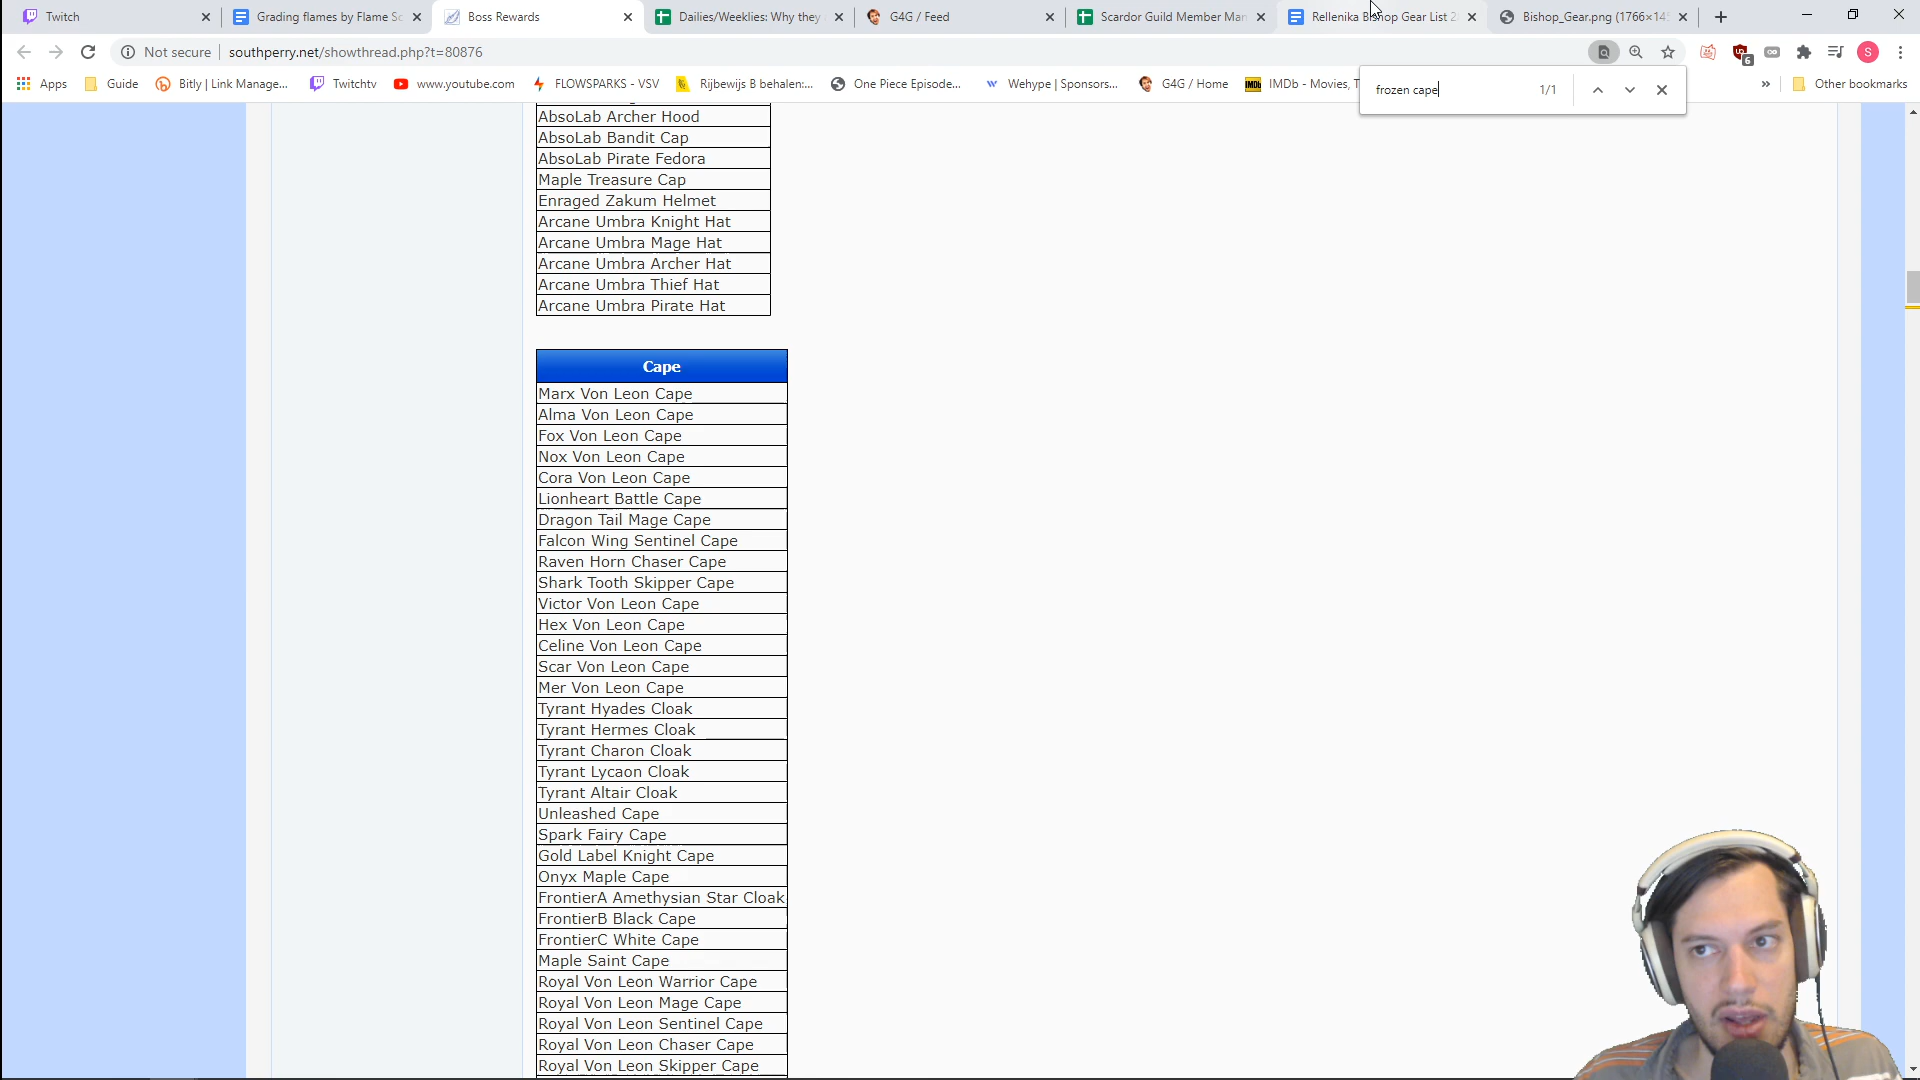 Twitch
Grading flames by Flame Sc
Boss Rewards
Dailies/Weeklies: Why they
G4G / Feed
Scardor Guild Member Man
Rellenika Bishop Gear List 2
Bishop_Gear.png (1766×14
Not secure
southperry.net/showthread.php?t=80876
6
S
Apps
Guide
Bitly | Link Manage...
Twitchtv
www.youtube.com
FLOWSPARKS - VSV
Rijbewijs B behalen:...
One Piece Episode...
Wehype | Sponsors...
G4G / Home
IMDb
IMDb - Movies, T
»
Other bookmarks
frozen cape
1/1
AbsoLab Archer Hood
AbsoLab Bandit Cap
AbsoLab Pirate Fedora
Maple Treasure Cap
Enraged Zakum Helmet
Arcane Umbra Knight Hat
Arcane Umbra Mage Hat
Arcane Umbra Archer Hat
Arcane Umbra Thief Hat
Arcane Umbra Pirate Hat
Cape
Marx Von Leon Cape
Alma Von Leon Cape
Fox Von Leon Cape
Nox Von Leon Cape
Cora Von Leon Cape
Lionheart Battle Cape
Dragon Tail Mage Cape
Falcon Wing Sentinel Cape
Raven Horn Chaser Cape
Shark Tooth Skipper Cape
Victor Von Leon Cape
Hex Von Leon Cape
Celine Von Leon Cape
Scar Von Leon Cape
Mer Von Leon Cape
Tyrant Hyades Cloak
Tyrant Hermes Cloak
Tyrant Charon Cloak
Tyrant Lycaon Cloak
Tyrant Altair Cloak
Unleashed Cape
Spark Fairy Cape
Gold Label Knight Cape
Onyx Maple Cape
FrontierA Amethysian Star Cloak
FrontierB Black Cape
FrontierC White Cape
Maple Saint Cape
Royal Von Leon Warrior Cape
Royal Von Leon Mage Cape
Royal Von Leon Sentinel Cape
Royal Von Leon Chaser Cape
Royal Von Leon Skipper Cape